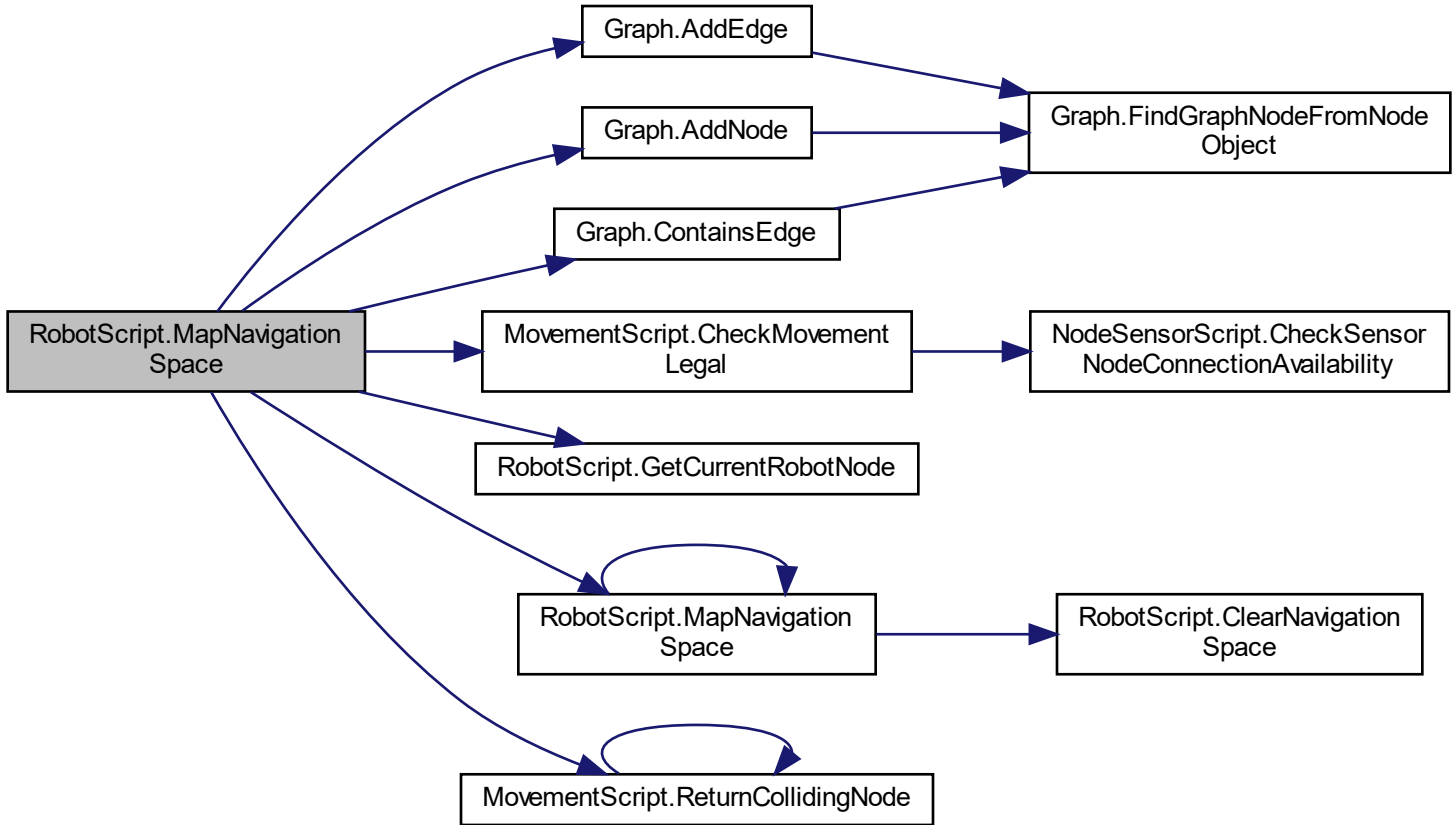 Graph.AddEdge
Graph.FindGraphNodeFromNode
Object
Graph.AddNode
Graph.ContainsEdge
RobotScript.MapNavigation
Space
MovementScript.CheckMovement
Legal
NodeSensorScript.CheckSensor
NodeConnectionAvailability
RobotScript.GetCurrentRobotNode
RobotScript.MapNavigation
Space
RobotScript.ClearNavigation
Space
MovementScript.ReturnCollidingNode